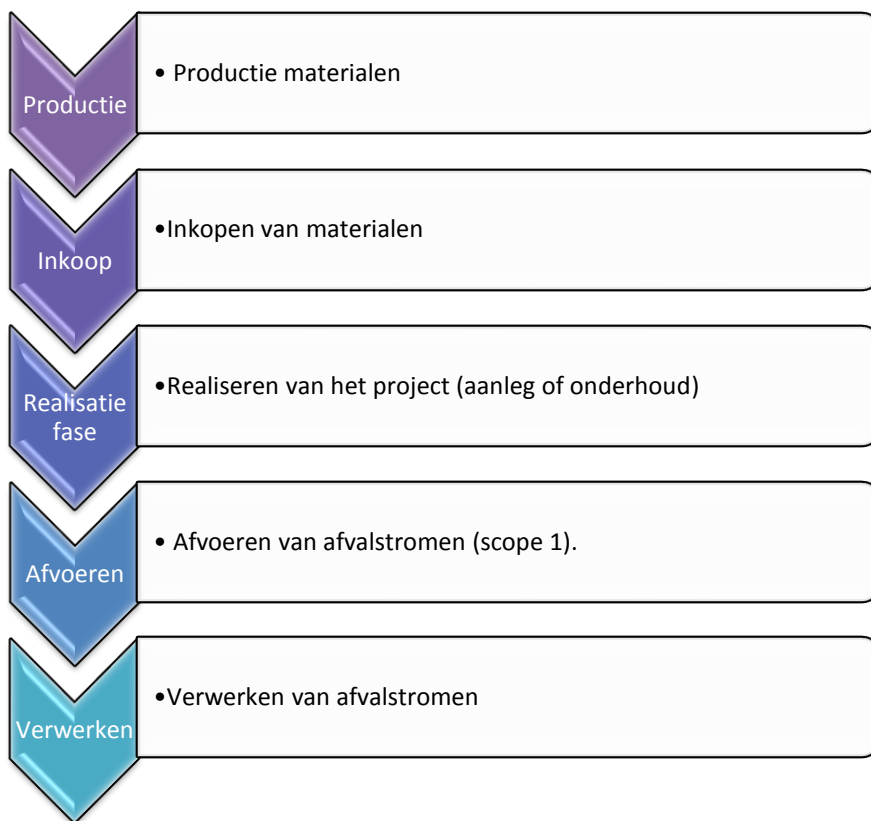 Productie
• Productie materialen
Inkoop
•Inkopen van materialen
Realisatie
fase
•Realiseren van het project (aanleg of onderhoud)
Afvoeren
• Afvoeren van afvalstromen (scope 1).
Verwerken
•Verwerken van afvalstromen